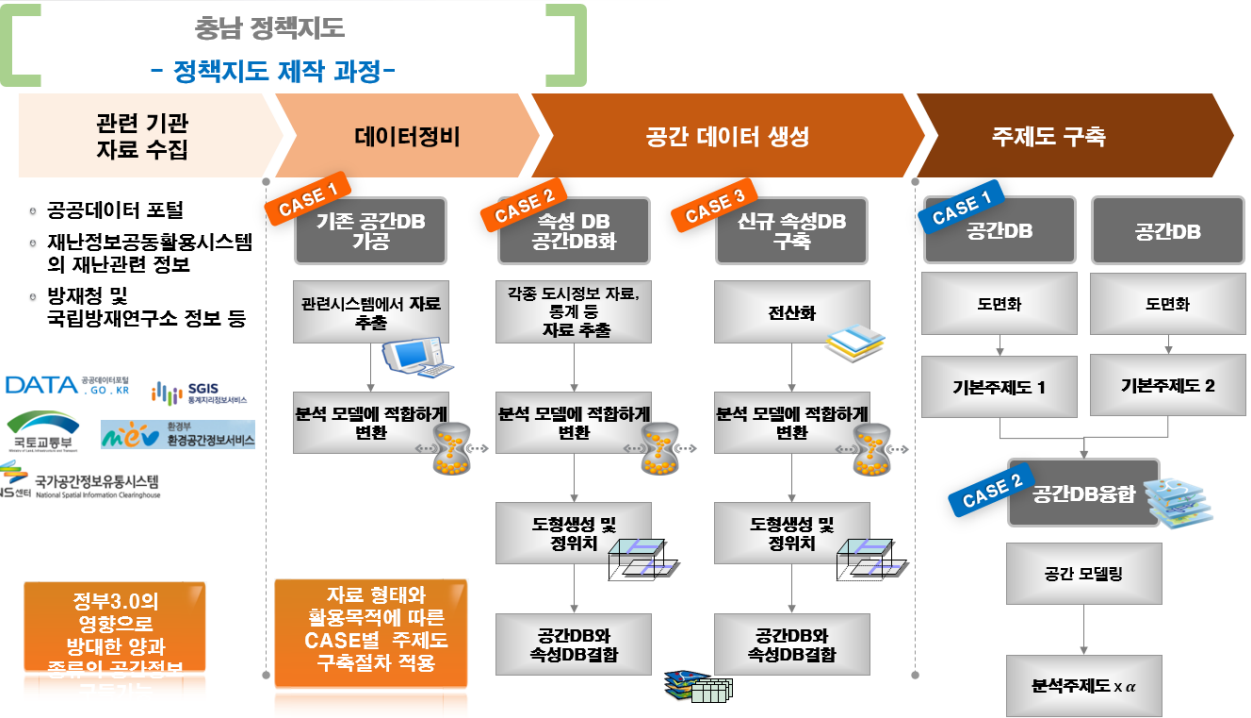 충남 정책지도
- 정책지도 제작 과정-
관련 기관
자료 수집
데이터정비
공간 데이터 생성
주제도 구축
공공데이터 포털
재난정보공동활용시스템
의 재난관련 정보
방재청 및
국립방재연구소 정보 등
DATA 공공데이터포털
.GO.KR
SGIS
통계지리정보서비스
국토교통부
Ministry of Land, Infrastructure and Transport
mev 환경부
환경공간정보서비스
NS센터 국가공간정보유통시스템
National Spatial Information Clearinghouse
정부3.0의
영향으로
방대한 양과
종류의 공간정보
CASE 1
기존 공간DB
가공
관련시스템에서 자료
추출
분석 모델에 적합하게
변환
자료 형태와
활용목적에 따른
CASE별 주제도
구축절차 적용
CASE 2
속성 DB
공간DB화
각종 도시정보 자료,
통계 등
자료 추출
분석 모델에 적합하게
변환
도형생성 및
정위치
공간DB와
속성DB결합
CASE 3
신규 속성DB
구축
전산화
분석 모델에 적합하게
변환
도형생성 및
정위치
공간DB와
속성DB결합
CASE 1
공간DB
공간DB
도면화
도면화
기본주제도 1
기본주제도 2
CASE 2
공간DB융합
공간 모델링
분석주제도 x α